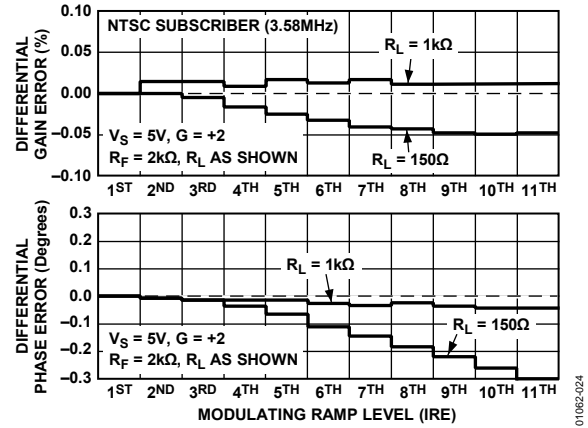 DIFFERENTIAL
GAIN ERROR (%)
0.10
0.05
0.00
–0.05
–0.10
NTSC SUBSCRIBER (3.58MHz)
RL = 1kΩ
VS = 5V, G = +2
RF = 2kΩ, RL AS SHOWN
RL = 150Ω
1ST 2ND 3RD 4TH 5TH 6TH 7TH 8TH 9TH 10TH 11TH
DIFFERENTIAL
PHASE ERROR (Degrees)
0.3
0.2
0.1
0.0
–0.1
–0.2
–0.3
RL = 1kΩ
RL = 150Ω
VS = 5V, G = +2
RF = 2kΩ, RL AS SHOWN
1ST 2ND 3RD 4TH 5TH 6TH 7TH 8TH 9TH 10TH 11TH
MODULATING RAMP LEVEL (IRE)
01062-024